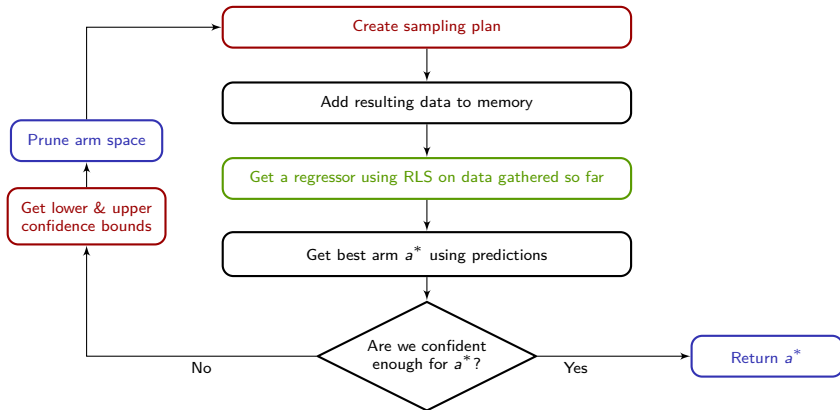 Create sampling plan
Add resulting data to memory
Prune arm space
Get a regressor using RLS on data gathered so far
Get lower & upper
confidence bounds
Get best arm a* using predictions
Are we confident
enough for a*?
No
Yes
Return a*